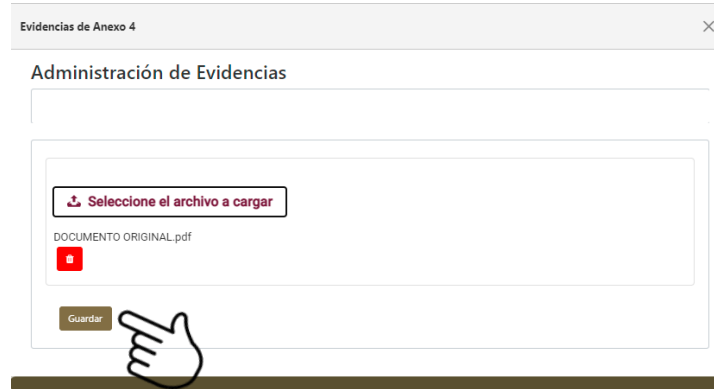 Evidencias de Anexo 4
Administración de Evidencias
Seleccione el archivo a cargar
DOCUMENTO ORIGINAL.pdf
Guardar